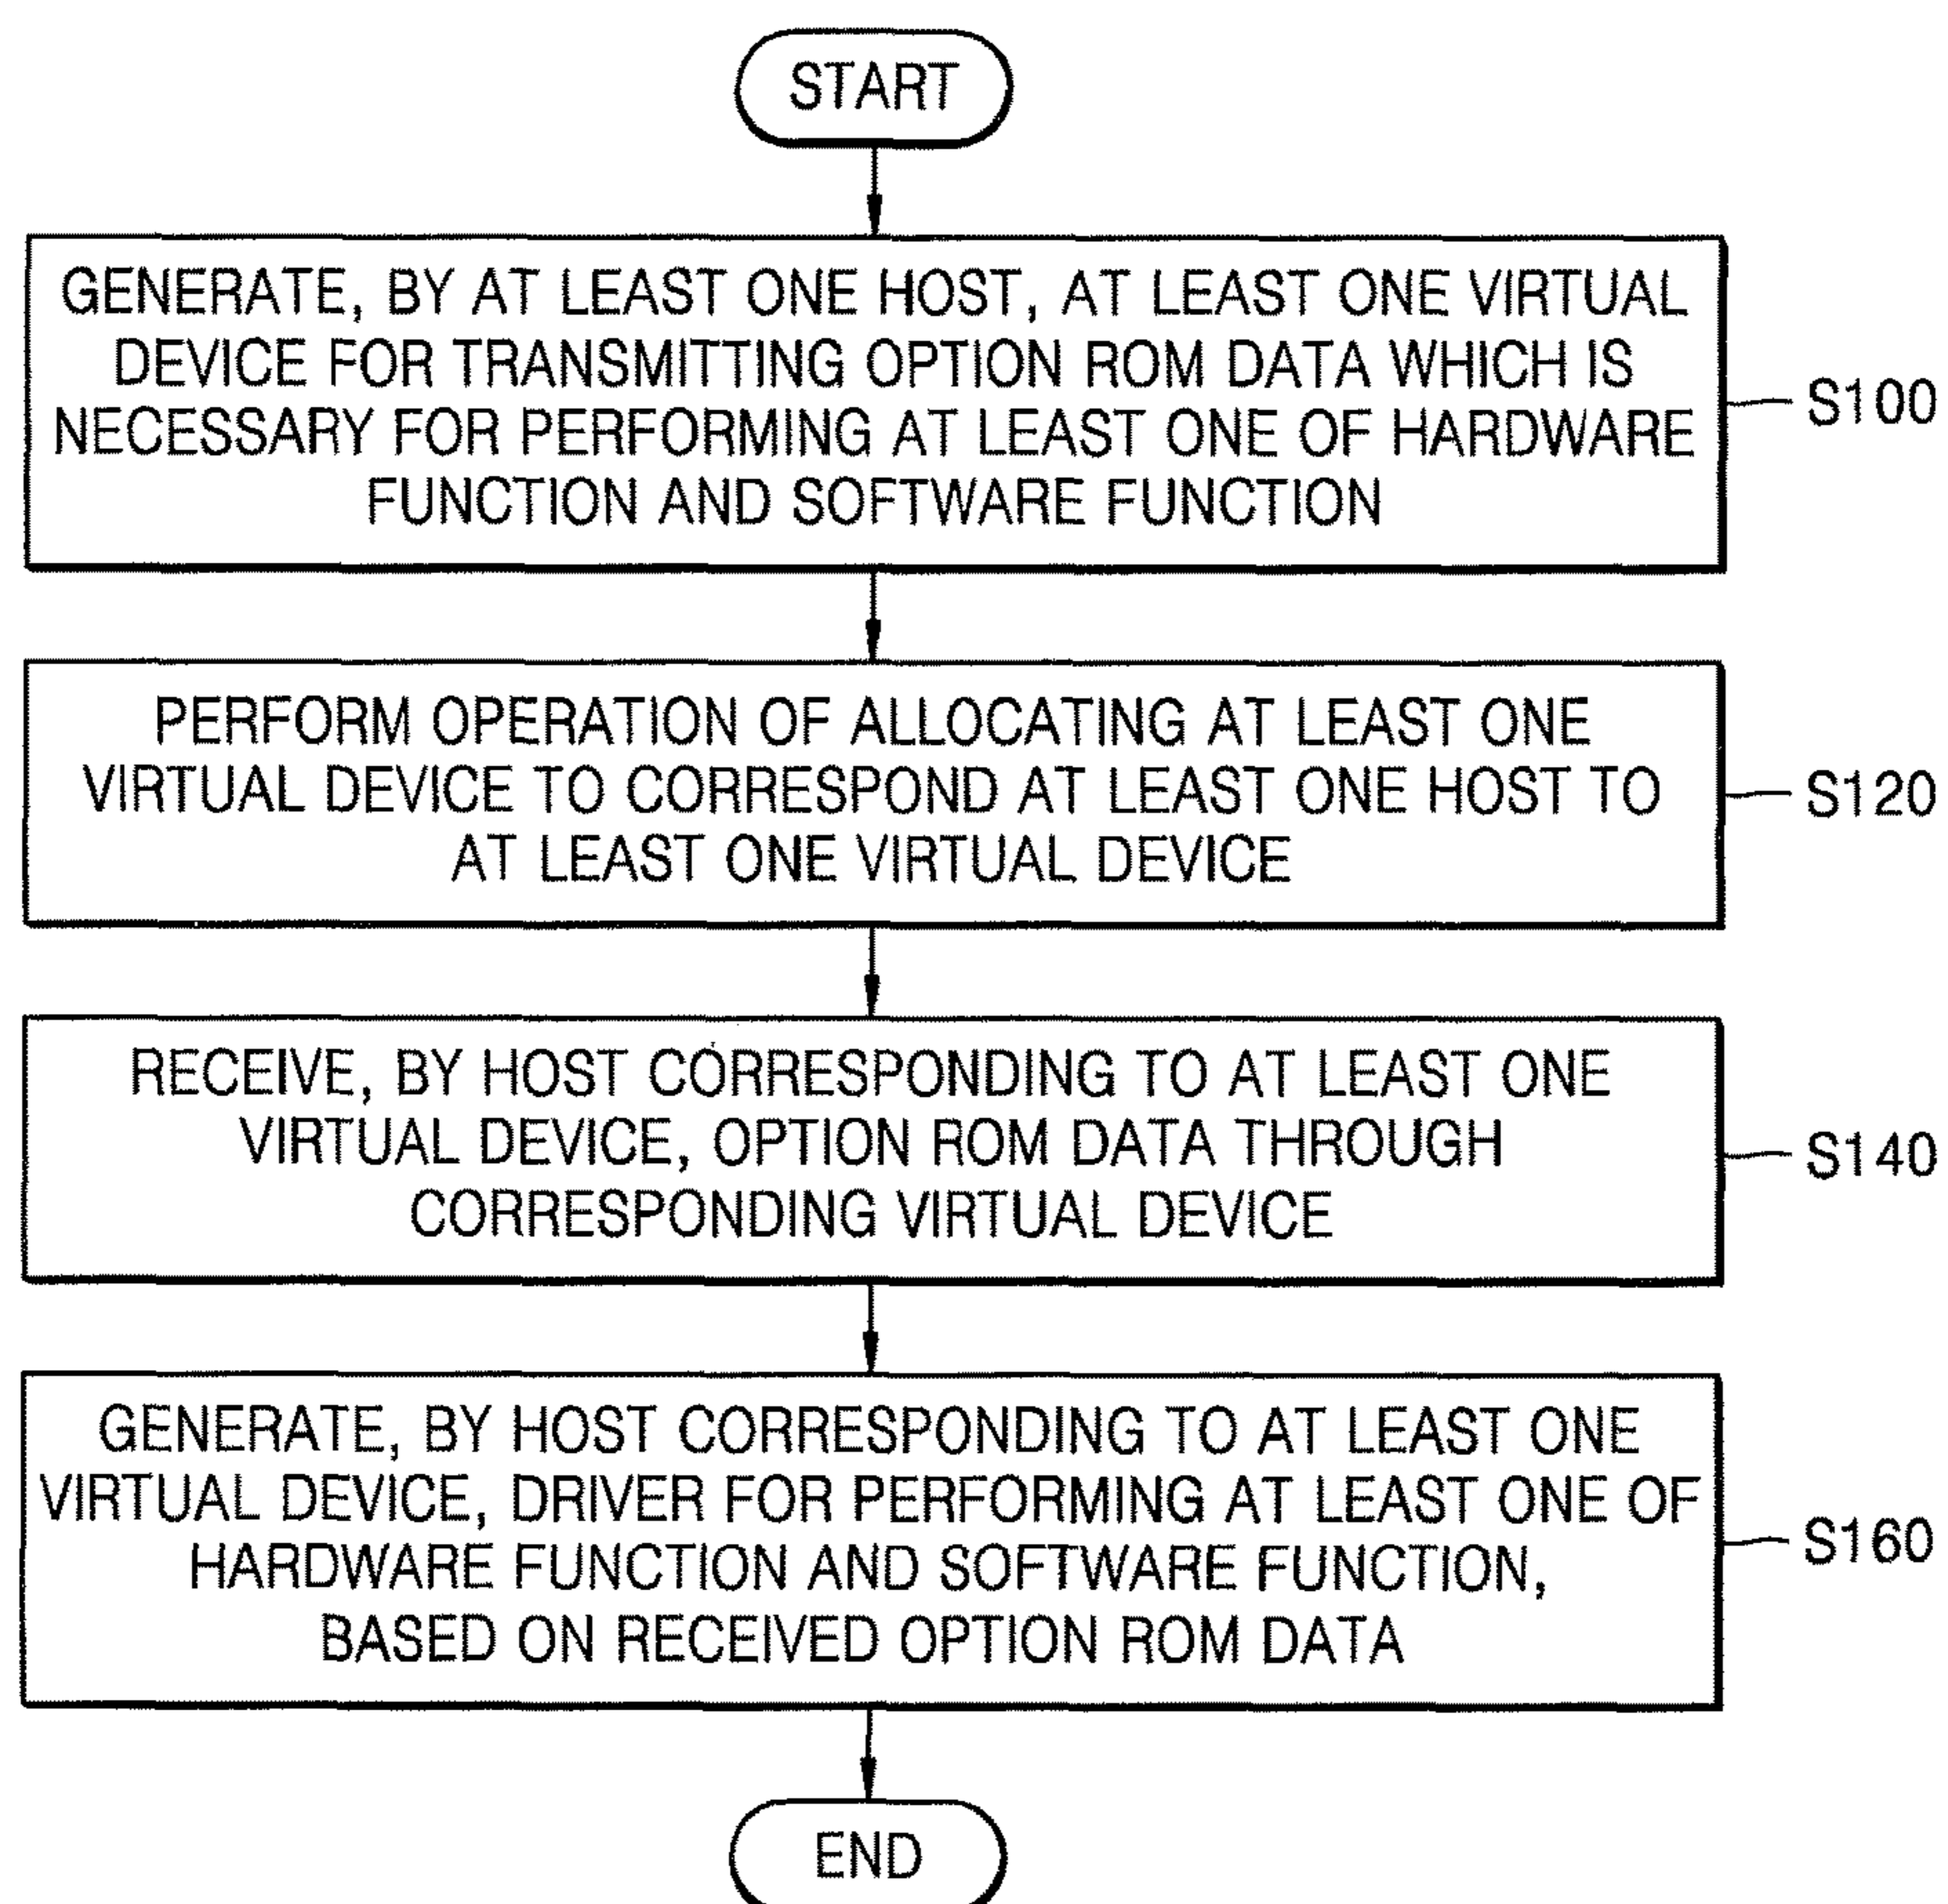 START
GENERATE, BY AT LEAST ONE HOST, AT LEAST ONE VIRTUAL
DEVICE FOR TRANSMITTING OPTION ROM DATA WHICH IS
NECESSARY FOR PERFORMING AT LEAST ONE OF HARDWARE
FUNCTION AND SOFTWARE FUNCTION
S100
PERFORM OPERATION OF ALLOCATING AT LEAST ONE
VIRTUAL DEVICE TO CORRESPOND AT LEAST ONE HOST TO
AT LEAST ONE VIRTUAL DEVICE
S120
RECEIVE, BY HOST CORRESPONDING TO AT LEAST ONE
VIRTUAL DEVICE, OPTION ROM DATA THROUGH
CORRESPONDING VIRTUAL DEVICE
S140
GENERATE, BY HOST CORRESPONDING TO AT LEAST ONE
VIRTUAL DEVICE, DRIVER FOR PERFORMING AT LEAST ONE OF
HARDWARE FUNCTION AND SOFTWARE FUNCTION,
BASED ON RECEIVED OPTION ROM DATA
S160
END